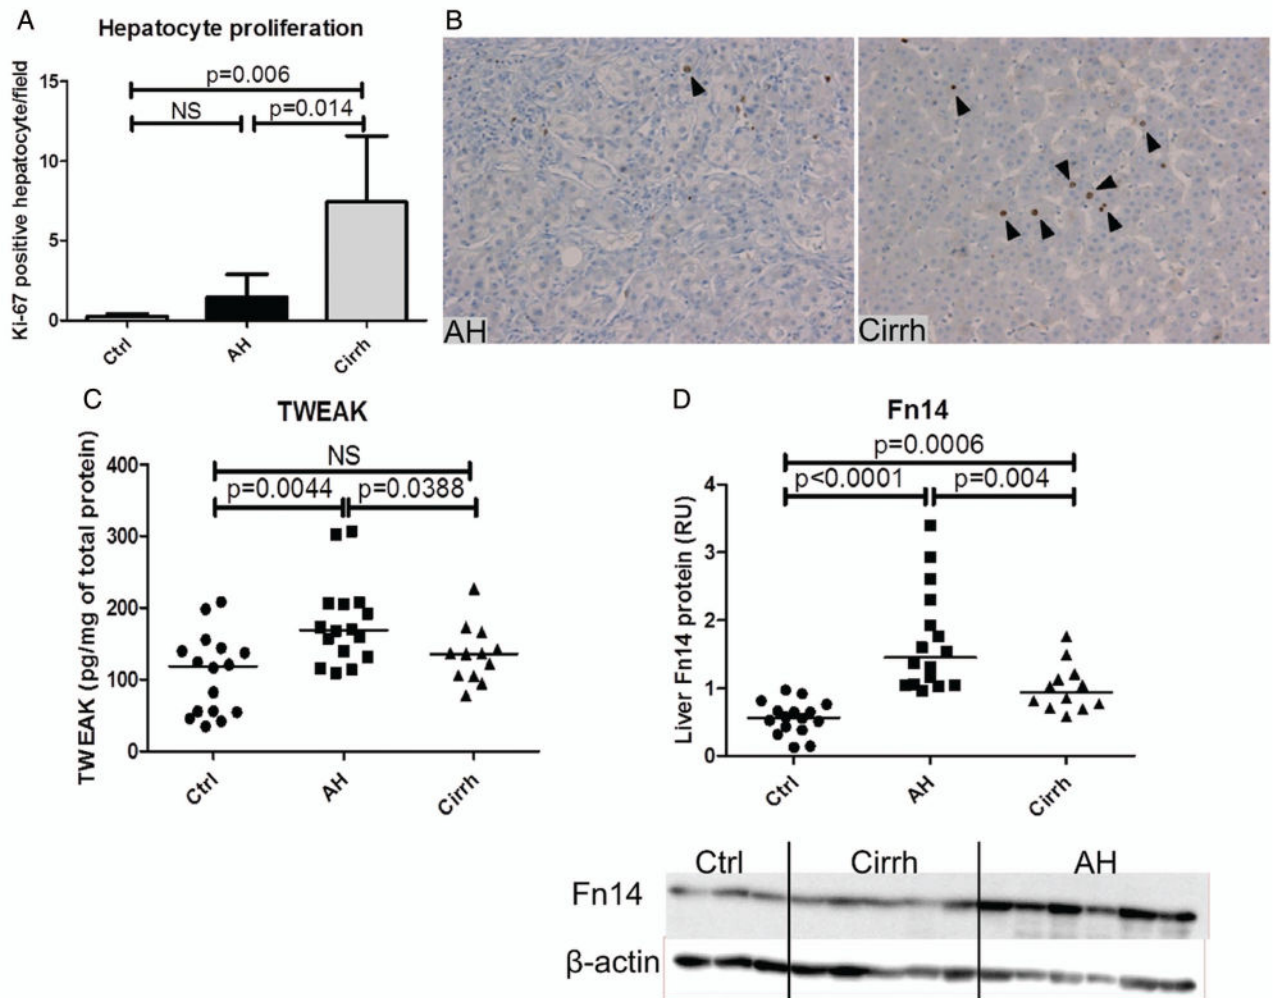 A
Hepatocyte proliferation
Ki-67 positive hepatocyte/field
15
10
5
0
p=0.006
NS
p=0.014
Ctrl
AH
Cirrh
B
AH
Cirrh
C
TWEAK
TWEAK (pg/mg of total protein)
400
300
200
100
0
NS
p=0.0044
p=0.0388
Ctrl
AH
Cirrh
D
Fn14
Liver Fn14 protein (RU)
4
3
2
1
0
p=0.0006
p<0.0001
p=0.004
Ctrl
AH
Cirrh
Ctrl Cirrh AH
Fn14
β-actin